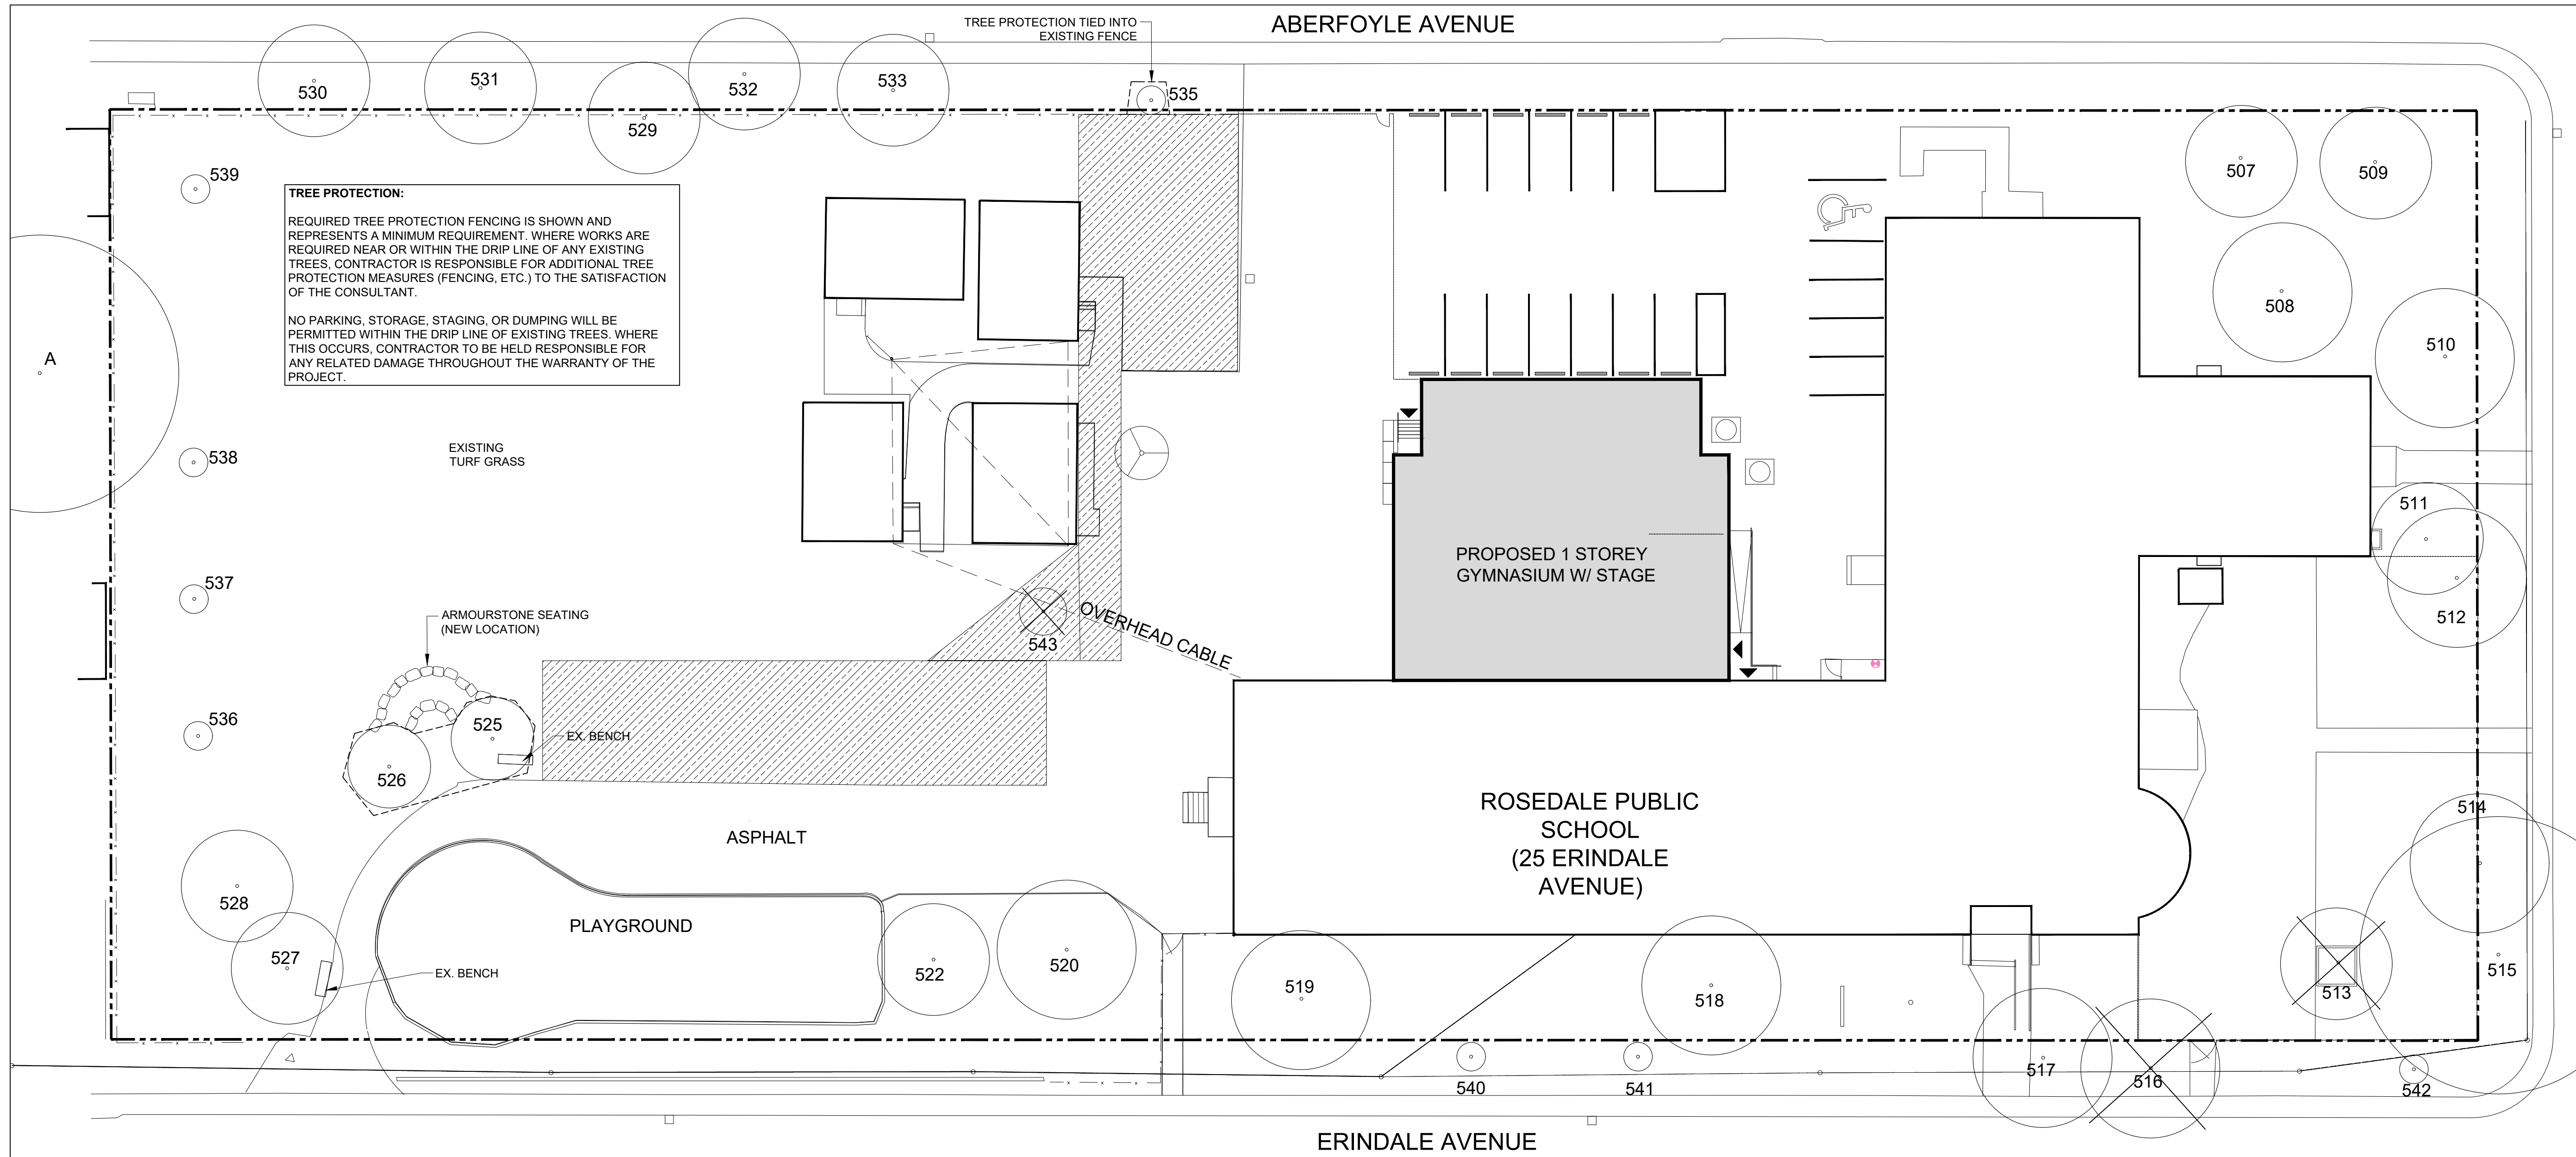 ABERFOYLE AVENUE
TREE PROTECTION TIED INTO
EXISTING FENCE
530
531
529
532
533
535
539
TREE PROTECTION:
REQUIRED TREE PROTECTION FENCING IS SHOWN AND
REPRESENTS A MINIMUM REQUIREMENT. WHERE WORKS ARE
REQUIRED NEAR OR WITHIN THE DRIP LINE OF ANY EXISTING
TREES, CONTRACTOR IS RESPONSIBLE FOR ADDITIONAL TREE
PROTECTION MEASURES (FENCING, ETC.) TO THE SATISFACTION
OF THE CONSULTANT.
NO PARKING, STORAGE, STAGING, OR DUMPING WILL BE
PERMITTED WITHIN THE DRIP LINE OF EXISTING TREES. WHERE
THIS OCCURS, CONTRACTOR TO BE HELD RESPONSIBLE FOR
ANY RELATED DAMAGE THROUGHOUT THE WARRANTY OF THE
PROJECT.
507
509
508
510
A
538
EXISTING
TURF GRASS
511
512
537
ARMOURSTONE SEATING
(NEW LOCATION)
543
OVERHEAD CABLE
PROPOSED 1 STOREY
GYMNASIUM W/ STAGE
536
525
EX. BENCH
526
ASPHALT
ROSEDALE PUBLIC
SCHOOL
(25 ERINDALE
AVENUE)
514
528
527
EX. BENCH
PLAYGROUND
522
520
519
518
513
515
540
541
517
516
542
ERINDALE AVENUE